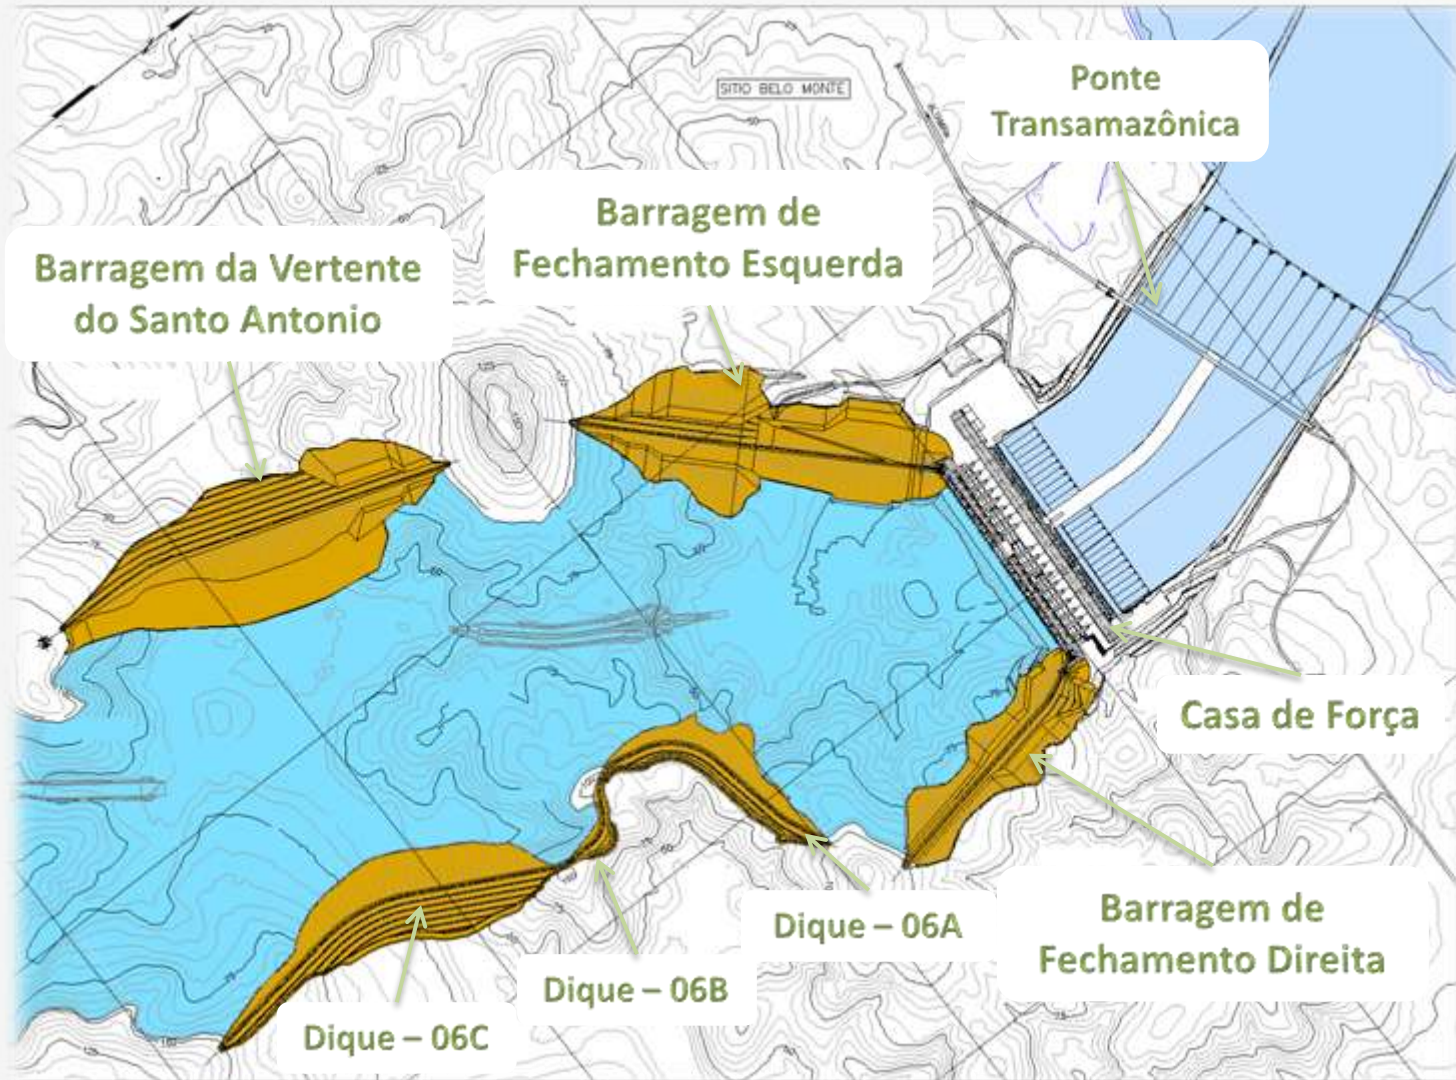 SITIO BELO MONTE
Ponte
Transamazônica
Barragem de
Fechamento Esquerda
Barragem da Vertente
do Santo Antonio
Casa de Força
Barragem de
Fechamento Direita
Dique – 06A
Dique – 06B
Dique – 06C